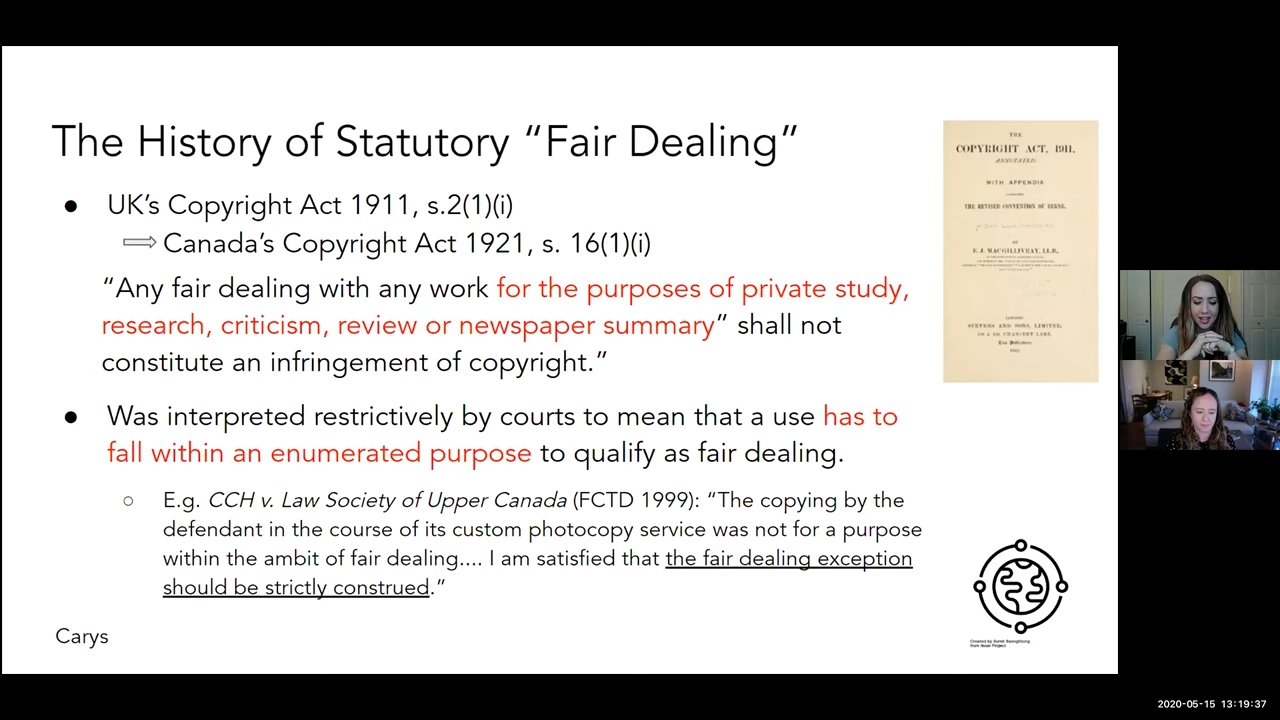 The History of Statutory “Fair Dealing”
● UK’s Copyright Act 1911, s.2(1)(i)
Canada’s Copyright Act 1921, s. 16(1)(i)
“Any fair dealing with any work for the purposes of private study,
research, criticism, review or newspaper summary” shall not
constitute an infringement of copyright.”
● Was interpreted restrictively by courts to mean that a use has to
fall within an enumerated purpose to qualify as fair dealing.
○ E.g. CCH v. Law Society of Upper Canada (FCTD 1999): “The copying by the
defendant in the course of its custom photocopy service was not for a purpose
within the ambit of fair dealing.... I am satisfied that the fair dealing exception
should be strictly construed.”
Carys
THE
COPYRIGHT ACT, 1911,
ANNOTATED.
WITH APPENDIX
THE REVISED CONVENTION OF BERNE,
BY
E. J. MACGILLIVRAY, LL.B.,
STEVENS AND SONS, LIMITED,
Law Publishers
Created by
from Noun Project
2020-05-15 13:19:37